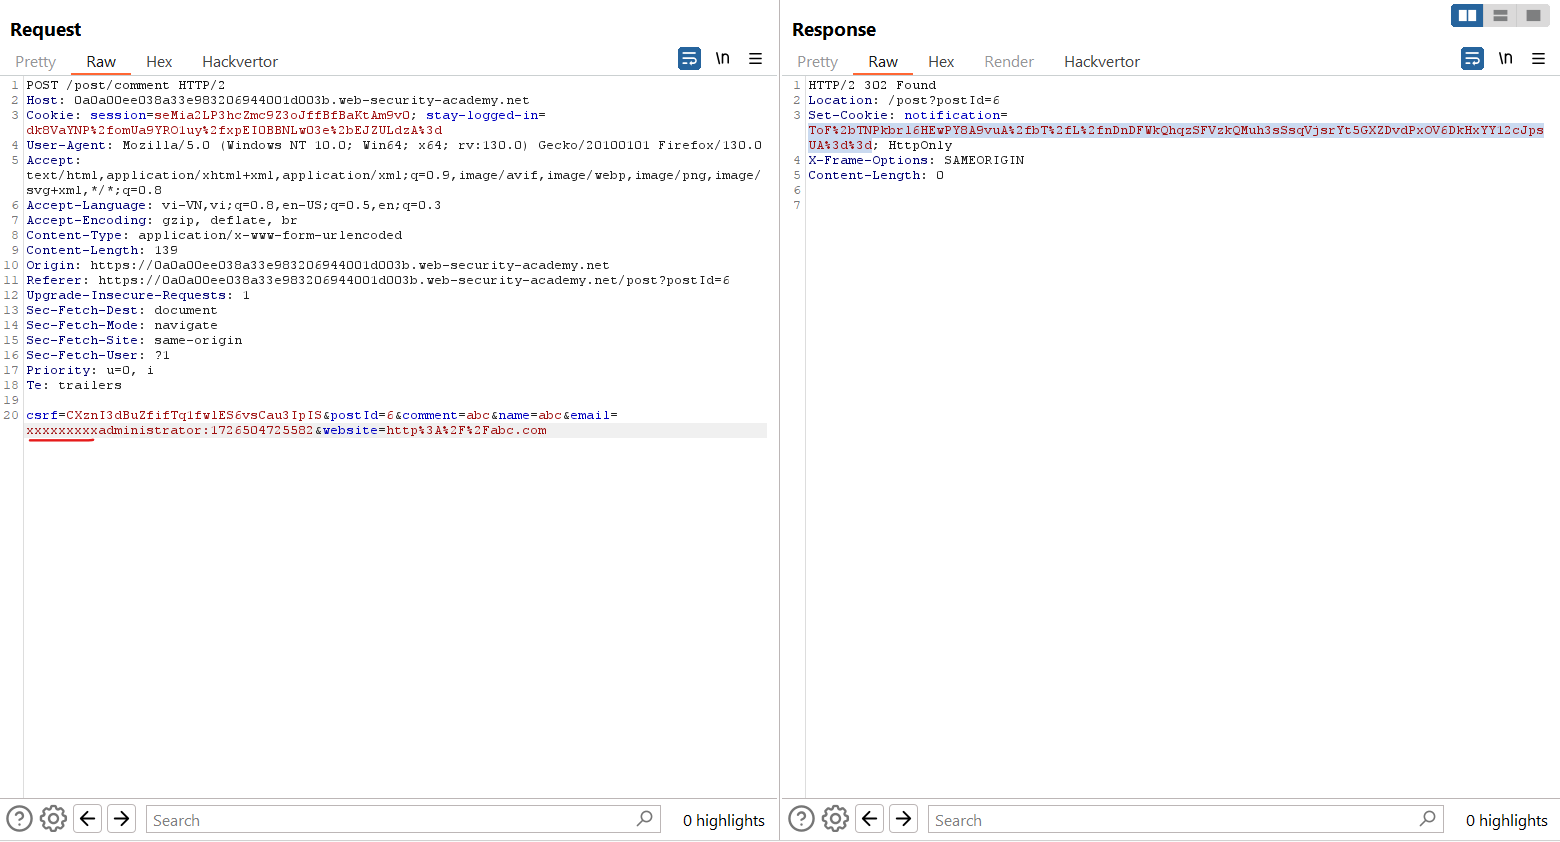 Request
Pretty Raw Hex Hackvertor \n
1 POST /post/comment HTTP/2
2 Host: 0a0a00ee038a33e983206944001d003b.web-security-academy.net
3 Cookie: session=seMia2LP3hcZmc9Z3oJffBfBaKtAm9v0; stay-logged-in=
dk8VaYNP%2fomUa9YRO1uy%2fxpEI0BBNLw03e%2bEJZULdzA%3d
4 User-Agent: Mozilla/5.0 (Windows NT 10.0; Win64; x64; rv:130.0) Gecko/20100101 Firefox/130.0
5 Accept:
text/html,application/xhtml+xml,application/xml;q=0.9,image/avif,image/webp,image/png,image/
svg+xml,*/*;q=0.8
6 Accept-Language: vi-VN,vi;q=0.8,en-US;q=0.5,en;q=0.3
7 Accept-Encoding: gzip, deflate, br
8 Content-Type: application/x-www-form-urlencoded
9 Content-Length: 139
10 Origin: https://0a0a00ee038a33e983206944001d003b.web-security-academy.net
11 Referer: https://0a0a00ee038a33e983206944001d003b.web-security-academy.net/post?postId=6
12 Upgrade-Insecure-Requests: 1
13 Sec-Fetch-Dest: document
14 Sec-Fetch-Mode: navigate
15 Sec-Fetch-Site: same-origin
16 Sec-Fetch-User: ?1
17 Priority: u=0, i
18 Te: trailers
19
20 csrf=CXznI3dBuZfifTq1fwlES6vsCau3IpIS&postId=6&comment=abc&name=abc&email=
xxxxxxxxxadministrator:1726504725582&website=http%3A%2F%2Fabc.com
Search 0 highlights
Response
Pretty Raw Hex Render Hackvertor \n
1 HTTP/2 302 Found
2 Location: /post?postId=6
3 Set-Cookie: notification=
ToF%2bTNPkbr16HEwPY8A9vuA%2fbT%2fL%2fnDnDFWkQhqzSFVzkQMuh3sSsqVjsrYt5GXZDvdPxOV6DkHxYY12cJps
UA%3d%3d; HttpOnly
4 X-Frame-Options: SAMEORIGIN
5 Content-Length: 0
6
7
Search 0 highlights